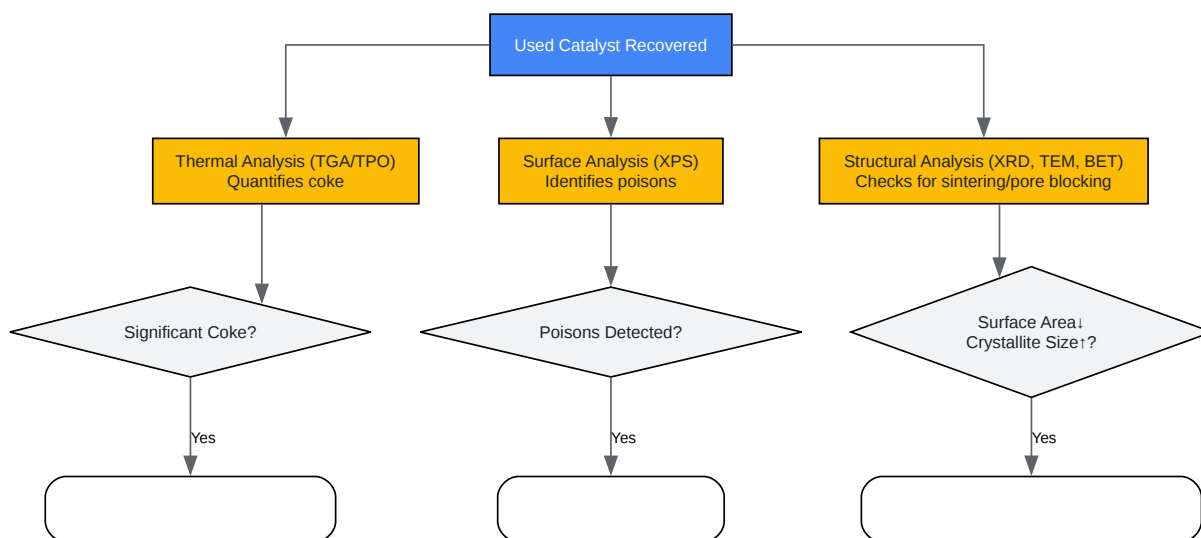 Used Catalyst Recovered
Thermal Analysis (TGA/TPO)
Quantifies coke
Surface Analysis (XPS)
Identifies poisons
Structural Analysis (XRD, TEM, BET)
Checks for sintering/pore blocking
Significant Coke?
Poisons Detected?
Surface Area↓
Crystallite Size↑?
Yes
Yes
Yes